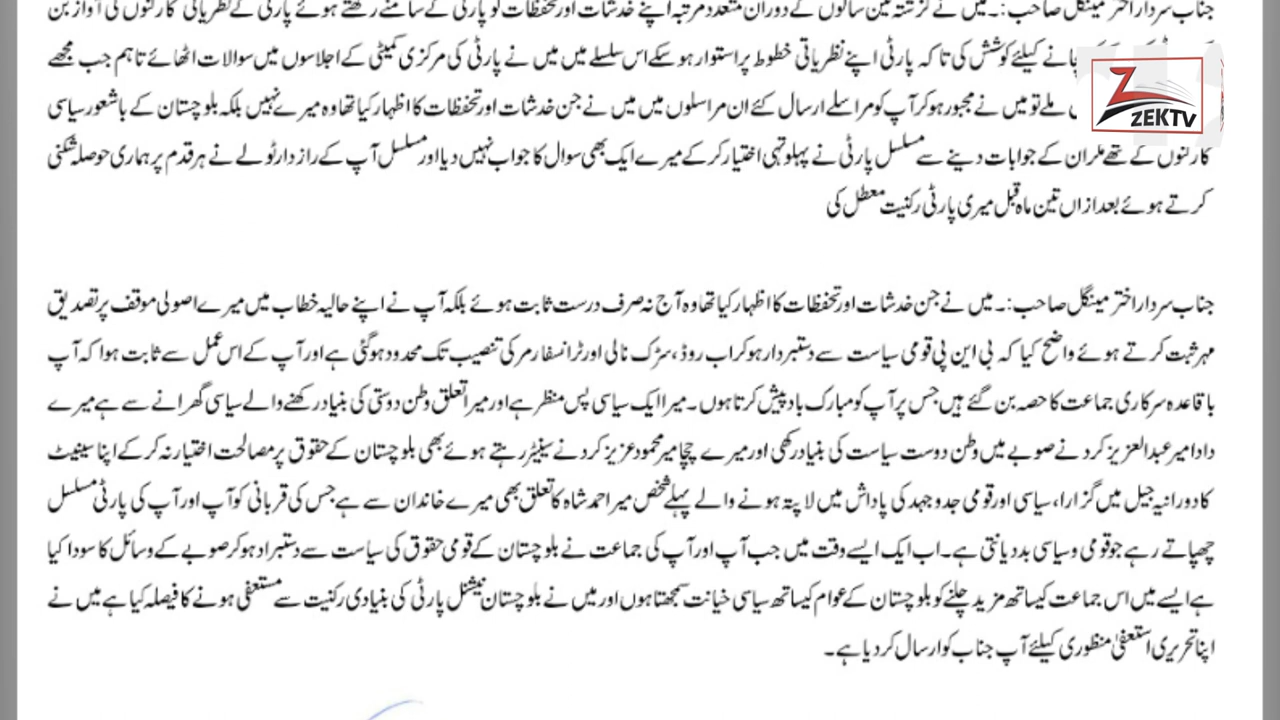 جناب سردار اختر مینگل صاحب:۔ میں نے گزشتہ تین سالوں کے دوران متعدد مرتبہ اپنے خدشات اور تحفظات کو پارٹی کے سامنے رکھتے ہوئے پارٹی کے نظریاتی کارکنوں کی آواز بن
جانے کیلئے کوشش کی تاکہ پارٹی اپنے نظریاتی خطوط پر استوار ہو سکے اس سلسلے میں میں نے پارٹی کی مرکزی کمیٹی کے اجلاسوں میں سوالات اٹھائے تاہم جب مجھے
ملے تو میں نے مجبور ہو کر آپ کو مراسلے ارسال کئے ان مراسلوں میں میں نے جن خدشات اور تحفظات کا اظہار کیا تھا وہ میرے نہیں بلکہ بلوچستان کے باشعور سیاسی
کارکنوں کے تھے مگر ان کے جوابات دینے سے مسلسل پارٹی نے پہلو تہی اختیار کر کے میرے ایک بھی سوال کا جواب نہیں دیا اور مسلسل آپ کے راز دار ٹولے نے ہر قدم پر ہماری حوصلہ شکنی
کرتے ہوئے بعد ازاں تین ماہ قبل میری پارٹی رکنیت معطل کی
جناب سردار اختر مینگل صاحب:۔ میں نے جن خدشات اور تحفظات کا اظہار کیا تھا وہ آج نہ صرف درست ثابت ہوئے بلکہ آپ نے اپنے حالیہ خطاب میں میرے اصولی موقف پر تصدیق
مہر ثبت کرتے ہوئے واضح کیا کہ بی این پی قومی سیاست سے دستبردار ہو کر اب روڈ، سڑک نالی اور ٹرانسفارمر کی تنصیب تک محدود ہو گئی ہے اور آپ کے اس عمل سے ثابت ہوا کہ آپ
باقاعدہ سرکاری جماعت کا حصہ بن گئے ہیں جس پر آپ کو مبارک باد پیش کرتا ہوں۔ میرا ایک سیاسی پس منظر ہے اور میرا تعلق وطن دوستی کی بنیاد رکھنے والے سیاسی گھرانے سے ہے میرے
دادا میر عبدالعزیز کرد نے صوبے میں وطن دوست سیاست کی بنیاد رکھی اور میرے چچا میر محمود عزیز کرد نے سینیٹر رہتے ہوئے بھی بلوچستان کے حقوق پر مصالحت اختیار نہ کر کے اپنا سینیٹ
کا دورانیہ جیل میں گزارا، سیاسی اور قومی جدوجہد کی پاداش میں لاپتہ ہونے والے پہلے شخص میر احمد شاہ کا تعلق بھی میرے خاندان سے ہے جس کی قربانی کو آپ اور آپ کی پارٹی مسلسل
چھپاتے رہے جو قومی و سیاسی بددیانتی ہے۔ اب ایک ایسے وقت میں جب آپ اور آپ کی جماعت نے بلوچستان کے قومی حقوق کی سیاست سے دستبراد ہو کر صوبے کے وسائل کا سودا کیا
ہے ایسے میں اس جماعت کیساتھ مزید چلنے کو بلوچستان کے عوام کیساتھ سیاسی خیانت سمجھتا ہوں اور میں نے بلوچستان نیشنل پارٹی کی بنیادی رکنیت سے مستعفی ہونے کا فیصلہ کیا ہے میں نے
اپنا تحریری استعفیٰ منظوری کیلئے آپ جناب کو ارسال کر دیا ہے۔
Z
ZEKTV